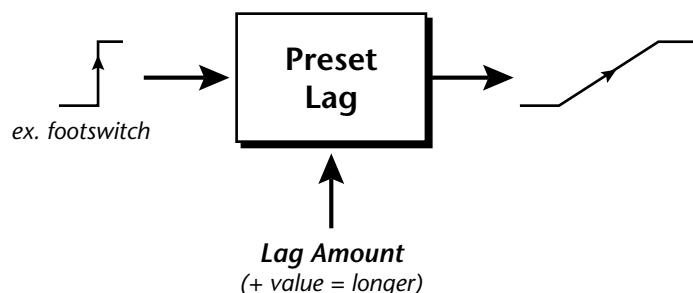 Preset
Lag
ex. footswitch
Lag Amount
(+ value = longer)